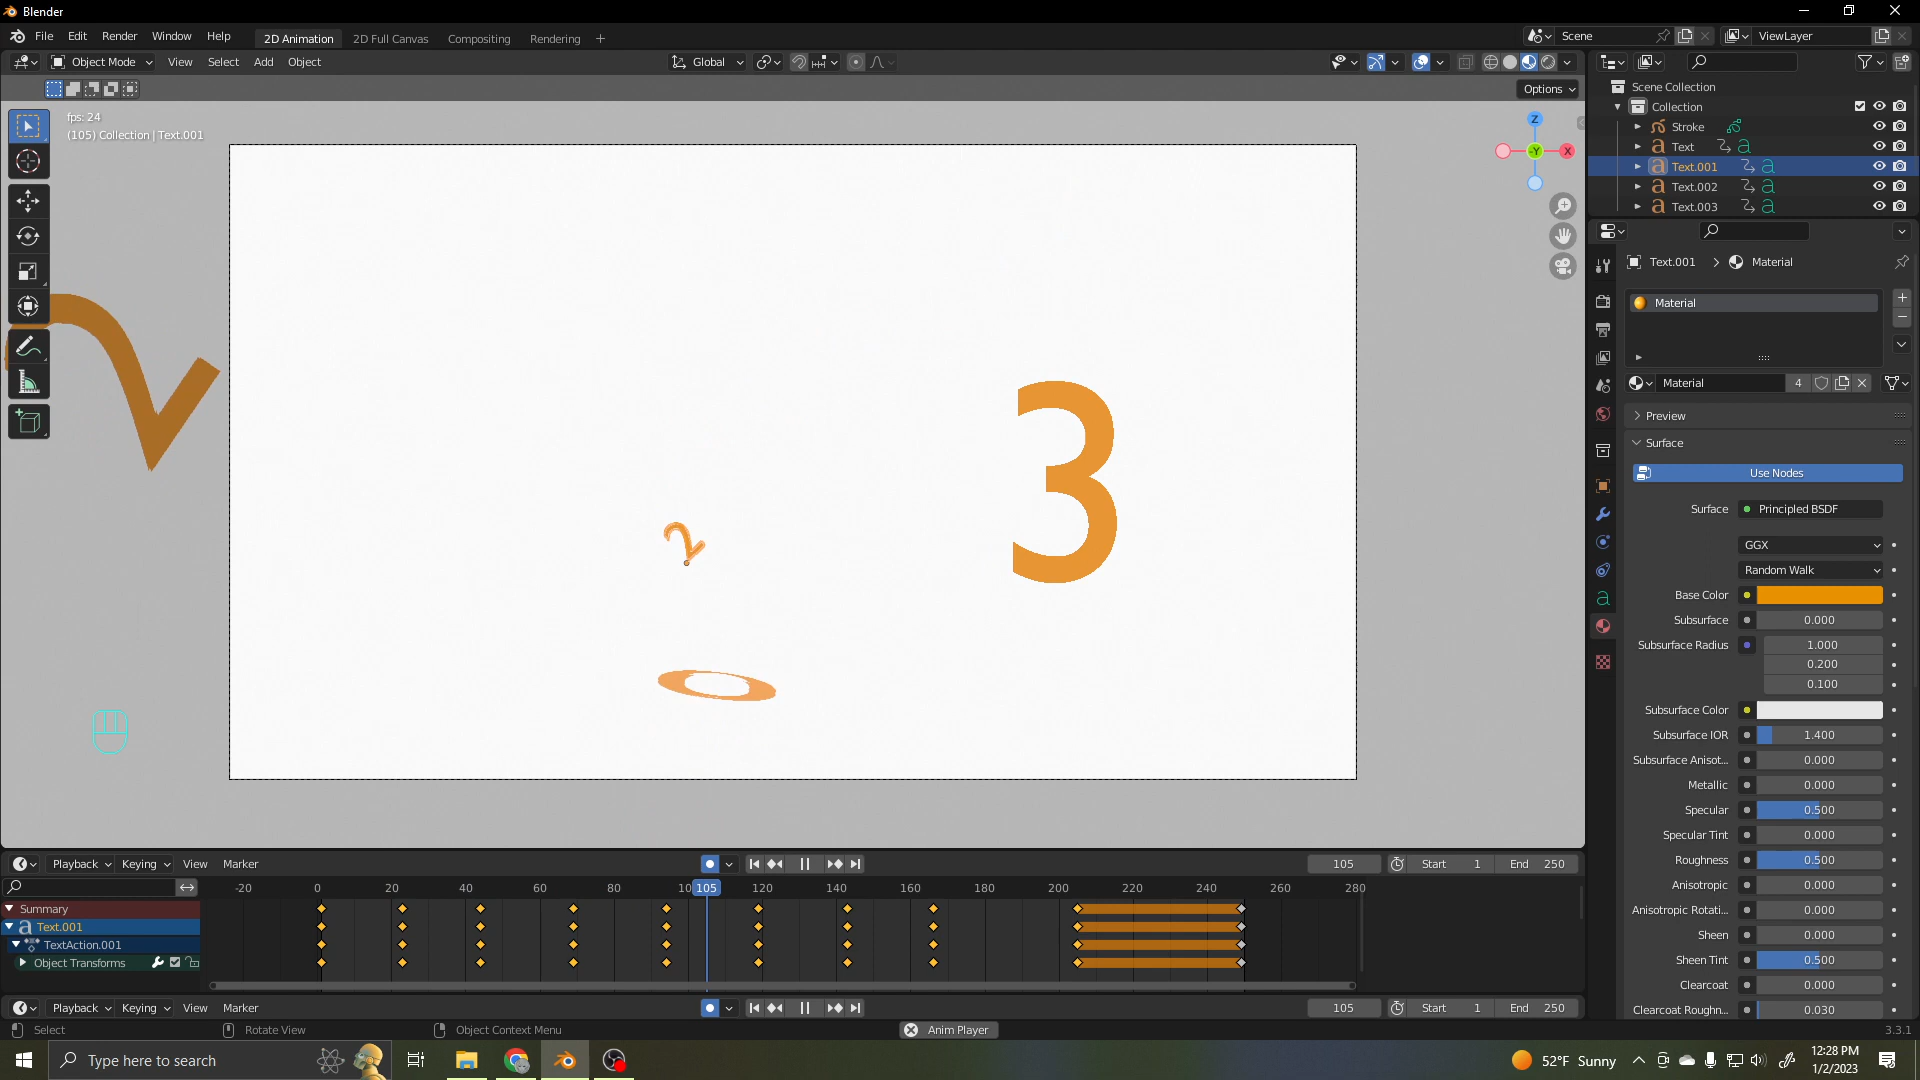 Blender
File Edit Render Window Help 2D Animation 2D Full Canvas Compositing Rendering + Scene ViewLayer
Object Mode View Select Add Object Global
Options
fps: 24
(105) Collection | Text.001
Z
-Y
X
2
3
0
Scene Collection
Collection
Stroke
Text
Text.001
Text.002
Text.003
Text.001 > Material
Material
Material 4
Preview
Surface
Use Nodes
Surface Principled BSDF
GGX
Random Walk
Base Color
Subsurface 0.000
Subsurface Radius 1.000
0.200
0.100
Subsurface Color
Subsurface IOR 1.400
Subsurface Anisot... 0.000
Metallic 0.000
Specular 0.500
Specular Tint 0.000
Roughness 0.500
Anisotropic 0.000
Anisotropic Rotati... 0.000
Sheen 0.000
Sheen Tint 0.500
Clearcoat 0.000
Clearcoat Roughn... 0.030
Playback Keying View Marker 105 Start 1 End 250
-20 0 20 40 60 80 10 105 120 140 160 180 200 220 240 260 280
Summary
Text.001
TextAction.001
Object Transforms
Playback Keying View Marker 105 Start 1 End 250
Select Rotate View Object Context Menu Anim Player 3.3.1
Type here to search 52°F Sunny 12:28 PM
1/2/2023